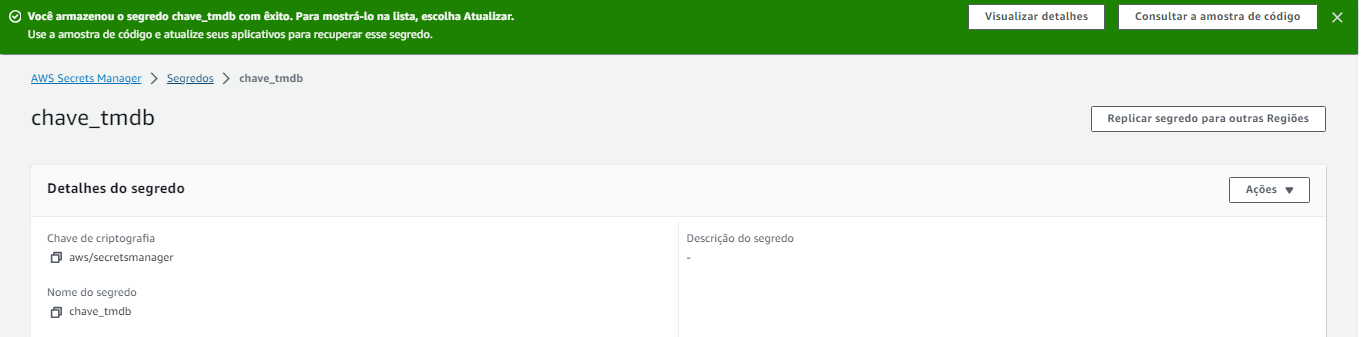 Você armazenou o segredo chave_tmdb com êxito. Para mostrá-lo na lista, escolha Atualizar.
Use a amostra de código e atualize seus aplicativos para recuperar esse segredo.
Visualizar detalhes
Consultar a amostra de código
AWS Secrets Manager
Segredos
chave_tmdb
chave_tmdb
Replicar segredo para outras Regiões
Detalhes do segredo
Ações
Chave de criptografia
aws/secretsmanager
Descrição do segredo
-
Nome do segredo
chave_tmdb